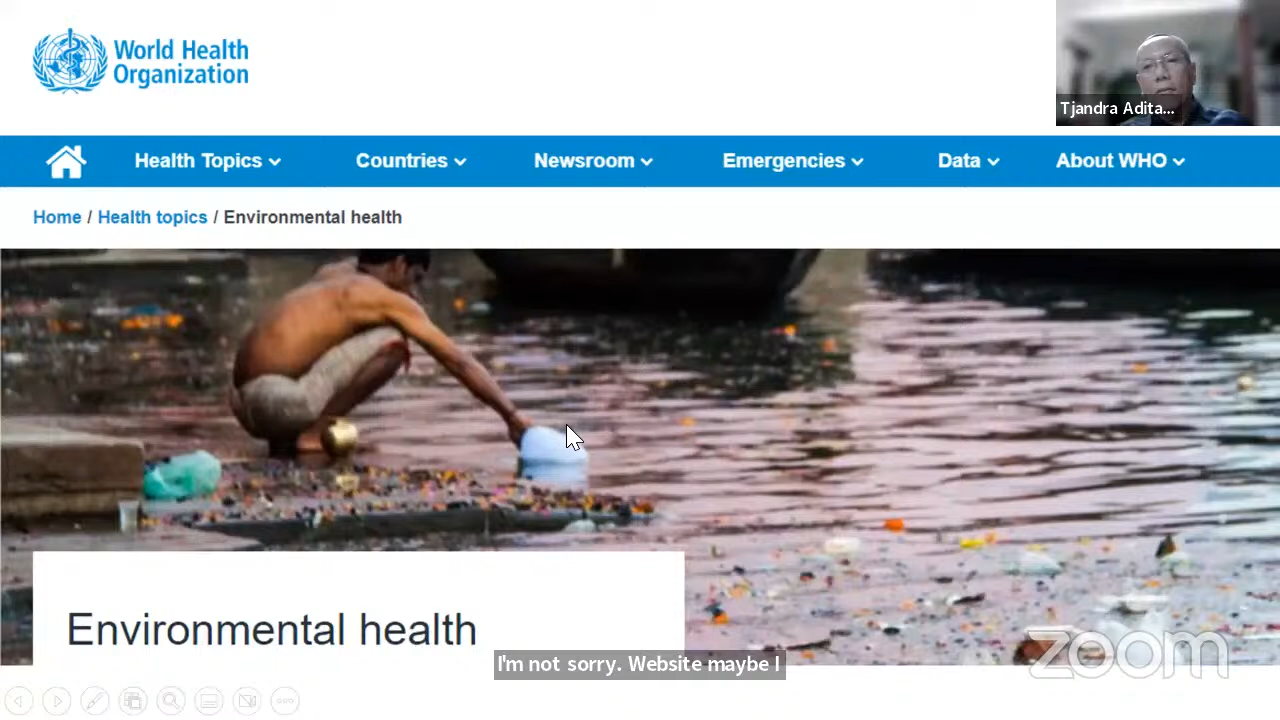 World Health
Organization
Tjandra Adita...
Health Topics Countries Newsroom Emergencies Data About WHO
Home / Health topics / Environmental health
Environmental health
I'm not sorry. Website maybe I
zoom